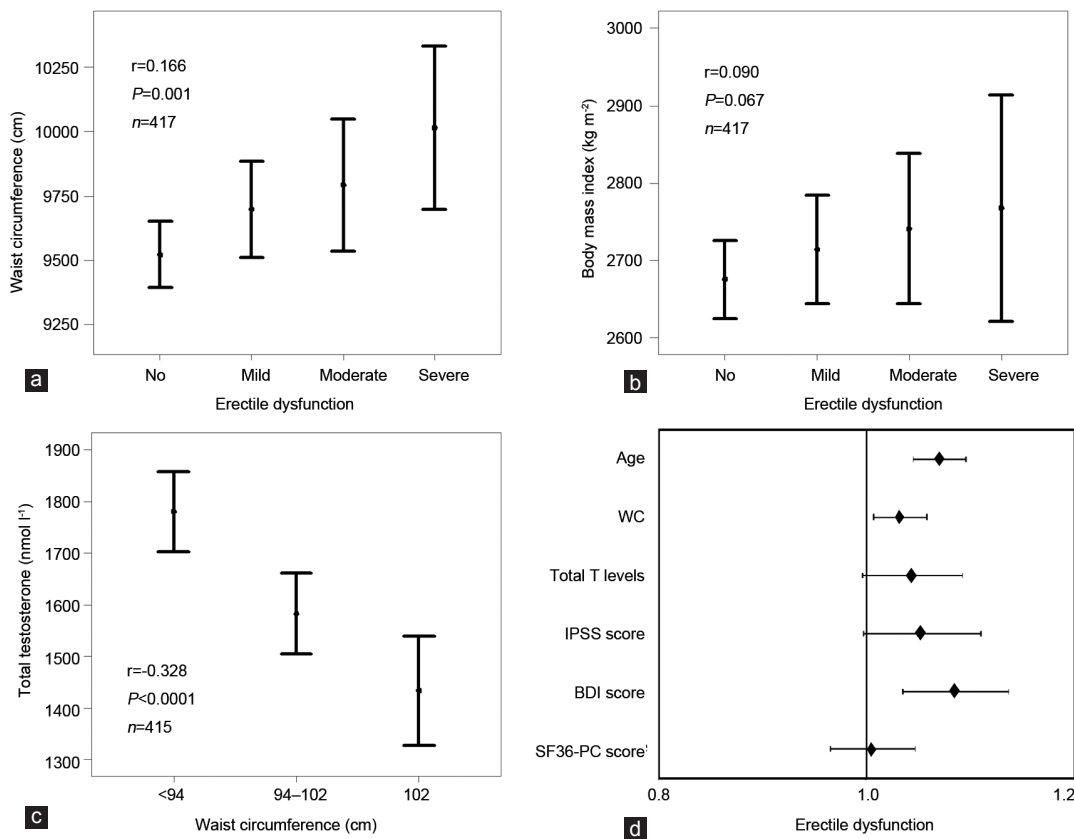 10250
10000
9750
9500
9250
Waist circumference (cm)
r=0.166
P=0.001
n=417
No Mild Moderate Severe
Erectile dysfunction
a
3000
2900
2800
2700
2600
Body mass index (kg m⁻²)
r=0.090
P=0.067
n=417
No Mild Moderate Severe
Erectile dysfunction
b
1900
1800
1700
1600
1500
1400
1300
Total testosterone (nmol l⁻¹)
r=-0.328
P<0.0001
n=415
<94 94–102 102
Waist circumference (cm)
c
Age
WC
Total T levels
IPSS score
BDI score
SF36-PC score
0.8 1.0 1.2
Erectile dysfunction
d